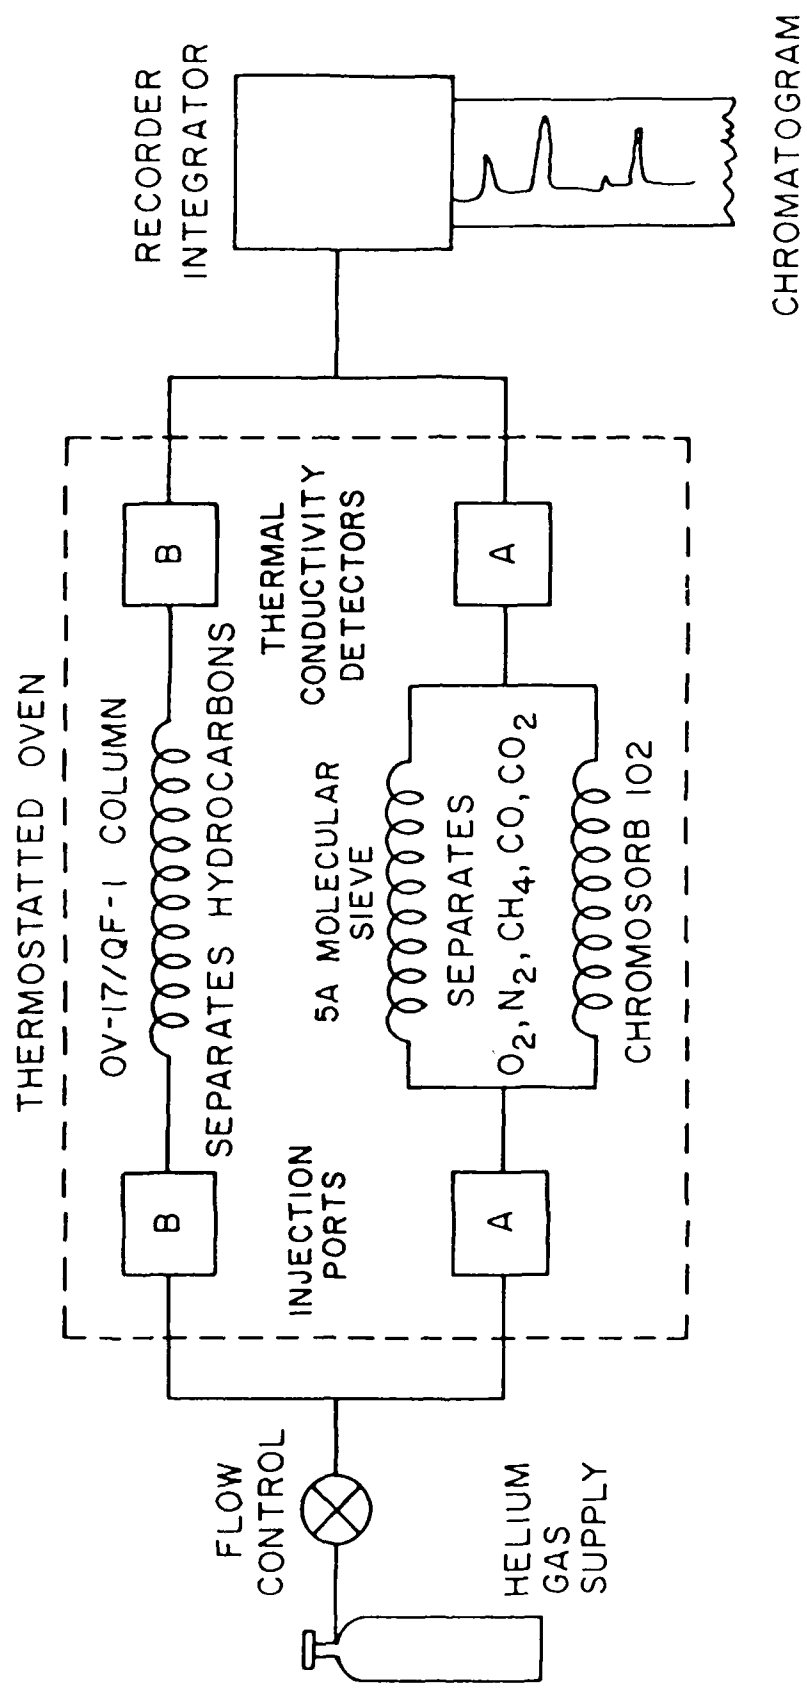 THERMOSTATTED OVEN
OV-17/QF-1 COLUMN
B
B
SEPARATES HYDROCARBONS
RECORDER
INTEGRATOR
FLOW
CONTROL
INJECTION
PORTS
THERMAL
CONDUCTIVITY
DETECTORS
5A MOLECULAR
SIEVE
SEPARATES
O₂, N₂, CH₄, CO, CO₂
A
A
HELIUM
GAS
SUPPLY
CHROMOSORB 102
CHROMATOGRAM